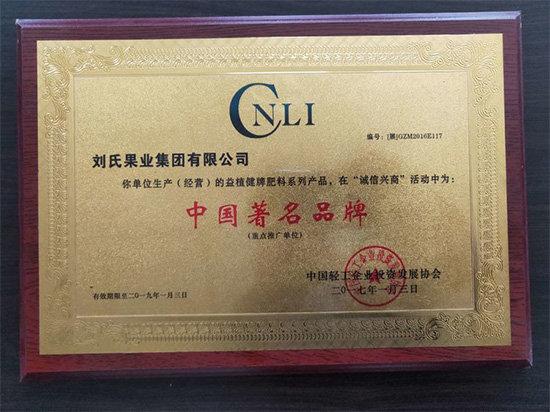 CNLI
编号:[展]GZM2016E117
刘氏果业集团有限公司
你单位生产(经营)的益植健牌肥料系列产品,在“诚信兴商”活动中为:
中国著名品牌
(重点推广单位)
中国轻工企业投资发展协会
有效期限至二〇一九年一月三日
二〇一七年一月三日